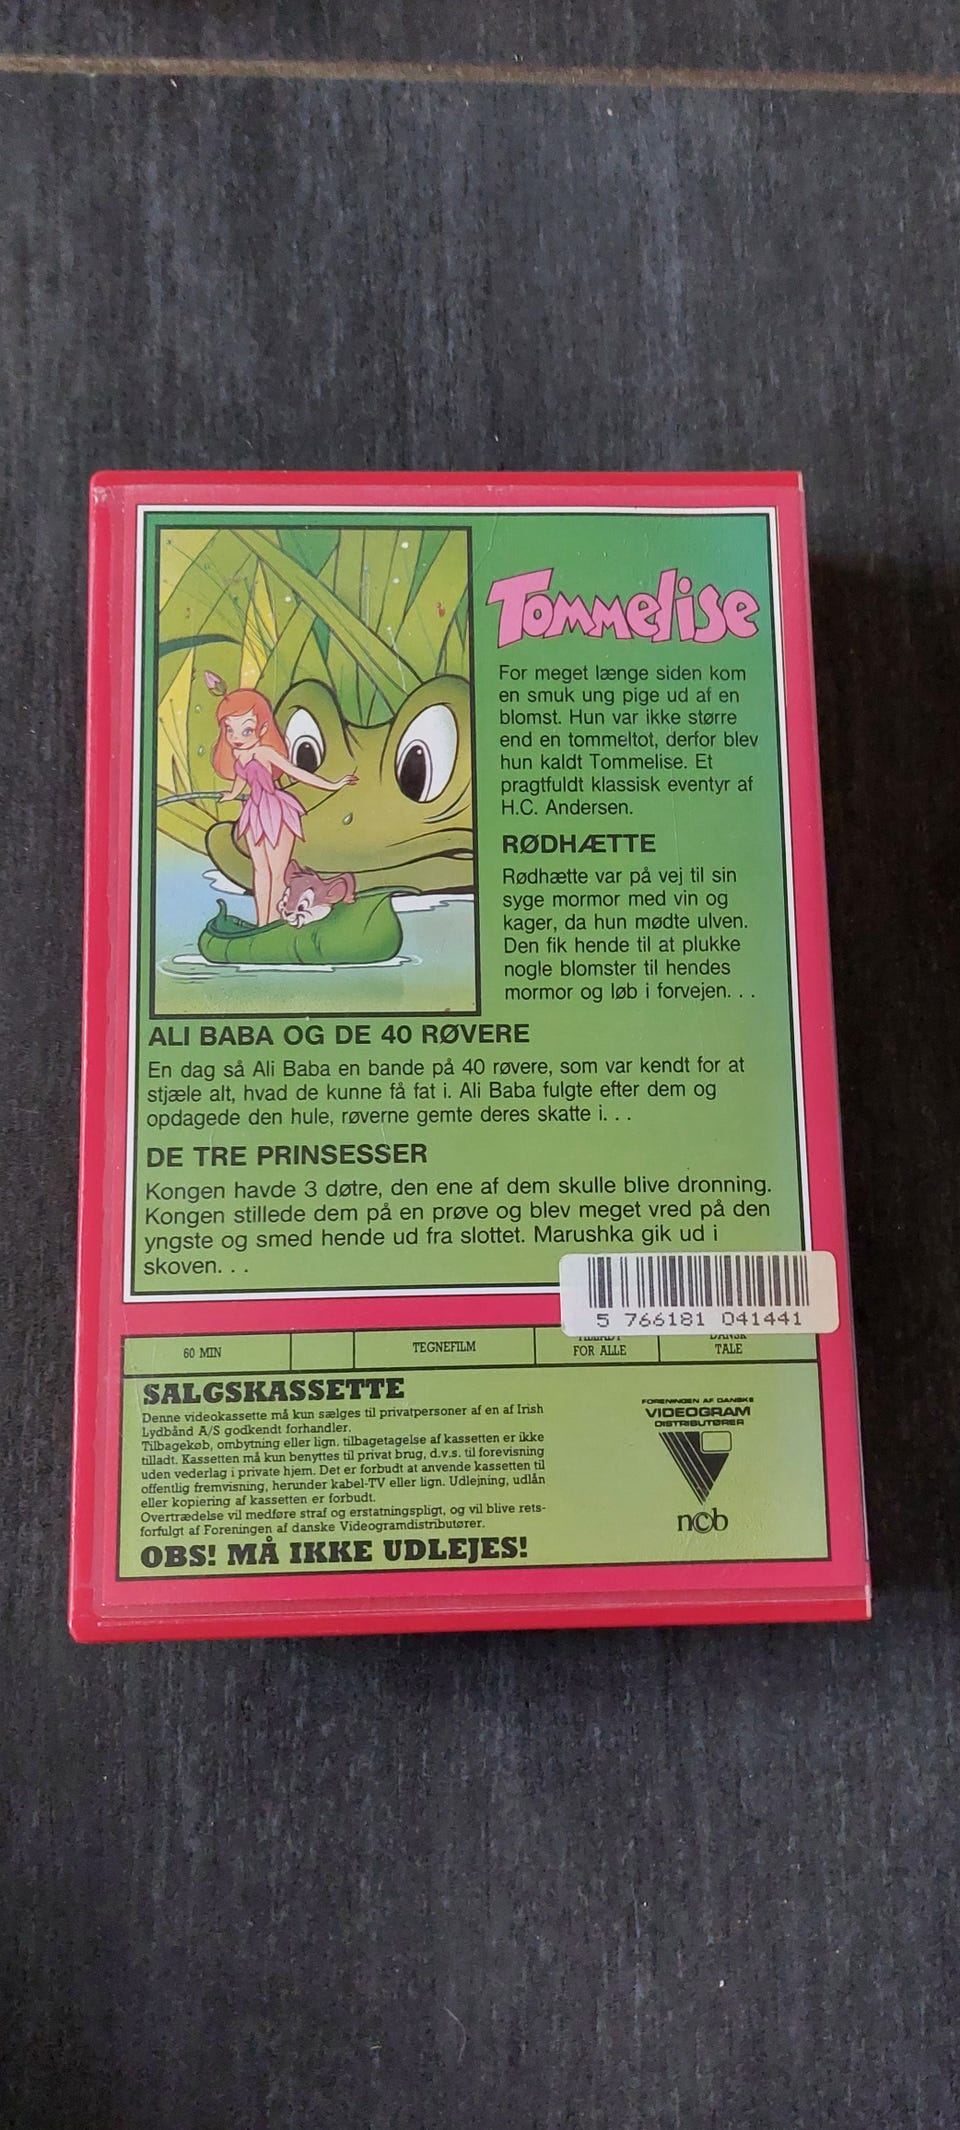 Tommelise
For meget længe siden kom
en smuk ung pige ud af en
blomst. Hun var ikke større
end en tommeltot, derfor blev
hun kaldt Tommelise. Et
pragtfuldt klassisk eventyr af
H.C. Andersen.
RØDHÆTTE
Rødhætte var på vej til sin
syge mormor med vin og
kager, da hun mødte ulven.
Den fik hende til at plukke
nogle blomster til hendes
mormor og løb i forvejen. . .
ALI BABA OG DE 40 RØVERE
En dag så Ali Baba en bande på 40 røvere, som var kendt for at
stjæle alt, hvad de kunne få fat i. Ali Baba fulgte efter dem og
opdagede den hule, røverne gemte deres skatte i. . .
DE TRE PRINSESSER
Kongen havde 3 døtre, den ene af dem skulle blive dronning.
Kongen stillede dem på en prøve og blev meget vred på den
yngste og smed hende ud fra slottet. Marushka gik ud i
skoven. . .
5 766181 041441
60 MIN
TEGNEFILM
TILLADT
FOR ALLE
DANSK
TALE
SALGSKASSETTE
Denne videokassette må kun sælges til privatpersoner af en af Irish
Lydbånd A/S godkendt forhandler.
Tilbagekøb, ombytning eller lign. tilbagetagelse af kassetten er ikke
tilladt. Kassetten må kun benyttes til privat brug, d.v.s. til forevisning
uden vederlag i private hjem. Det er forbudt at anvende kassetten til
offentlig fremvisning, herunder kabel-TV eller lign. Udlejning, udlån
eller kopiering af kassetten er forbudt.
Overtrædelse vil medføre straf og erstatningspligt, og vil blive rets-
forfulgt af Foreningen af danske Videogramdistributører.
OBS! MÅ IKKE UDLEJES!
FORENINGEN AF DANSKE
VIDEOGRAM
DISTRIBUTØRER
ncb